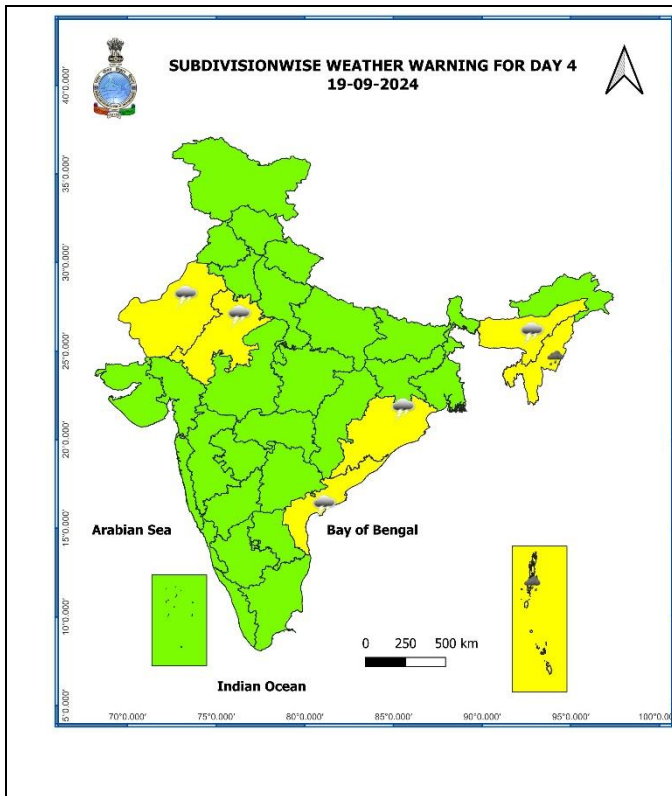 SUBDIVISIONWISE WEATHER WARNING FOR DAY 4
19-09-2024
40°0.000'
35°0.000'
30°0.000'
25°0.000'
20°0.000'
15°0.000'
10°0.000'
5°0.000'
Arabian Sea
Bay of Bengal
0 250 500 km
Indian Ocean
70°0.000' 75°0.000' 80°0.000' 85°0.000' 90°0.000' 95°0.000' 100°0.0